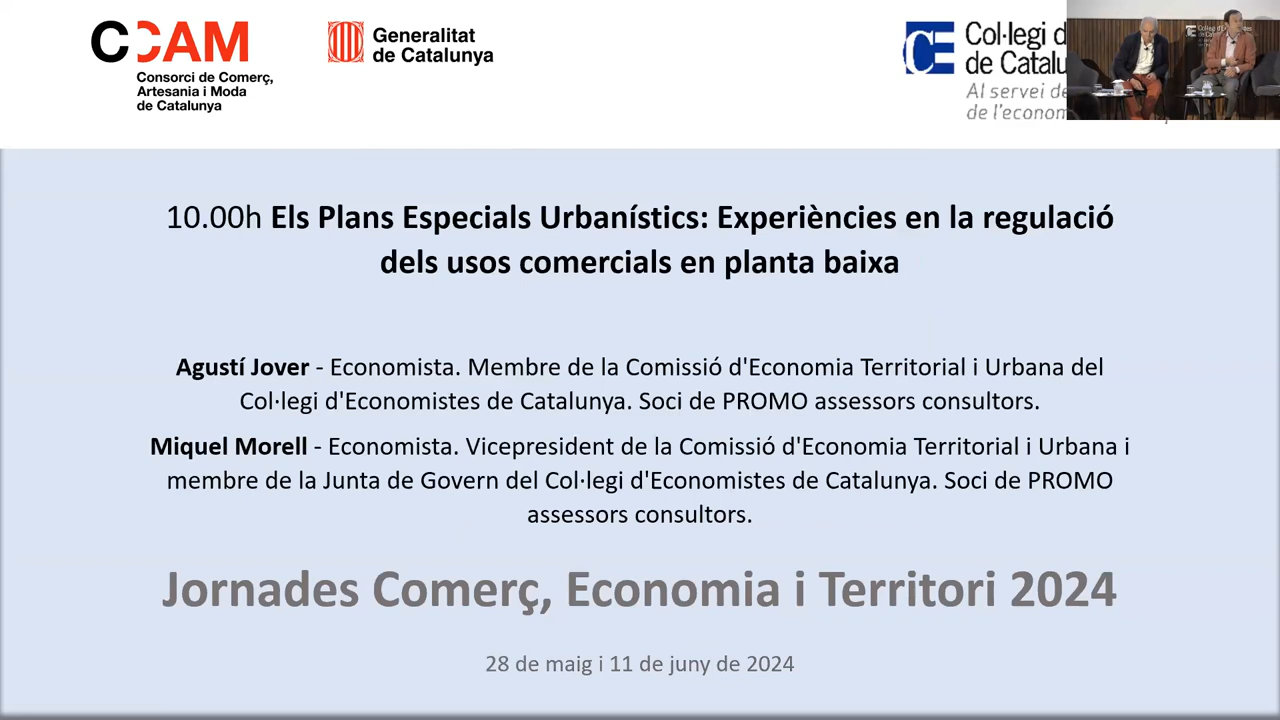 CCAM
Consorci de Comerç,
Artesania i Moda
de Catalunya
Generalitat
de Catalunya
CE
Col·legi d
de Catalu
Al servei de
de l'econom
10.00h Els Plans Especials Urbanístics: Experiències en la regulació
dels usos comercials en planta baixa
Agustí Jover - Economista. Membre de la Comissió d'Economia Territorial i Urbana del
Col·legi d'Economistes de Catalunya. Soci de PROMO assessors consultors.
Miquel Morell - Economista. Vicepresident de la Comissió d'Economia Territorial i Urbana i
membre de la Junta de Govern del Col·legi d'Economistes de Catalunya. Soci de PROMO
assessors consultors.
Jornades Comerç, Economia i Territori 2024
28 de maig i 11 de juny de 2024